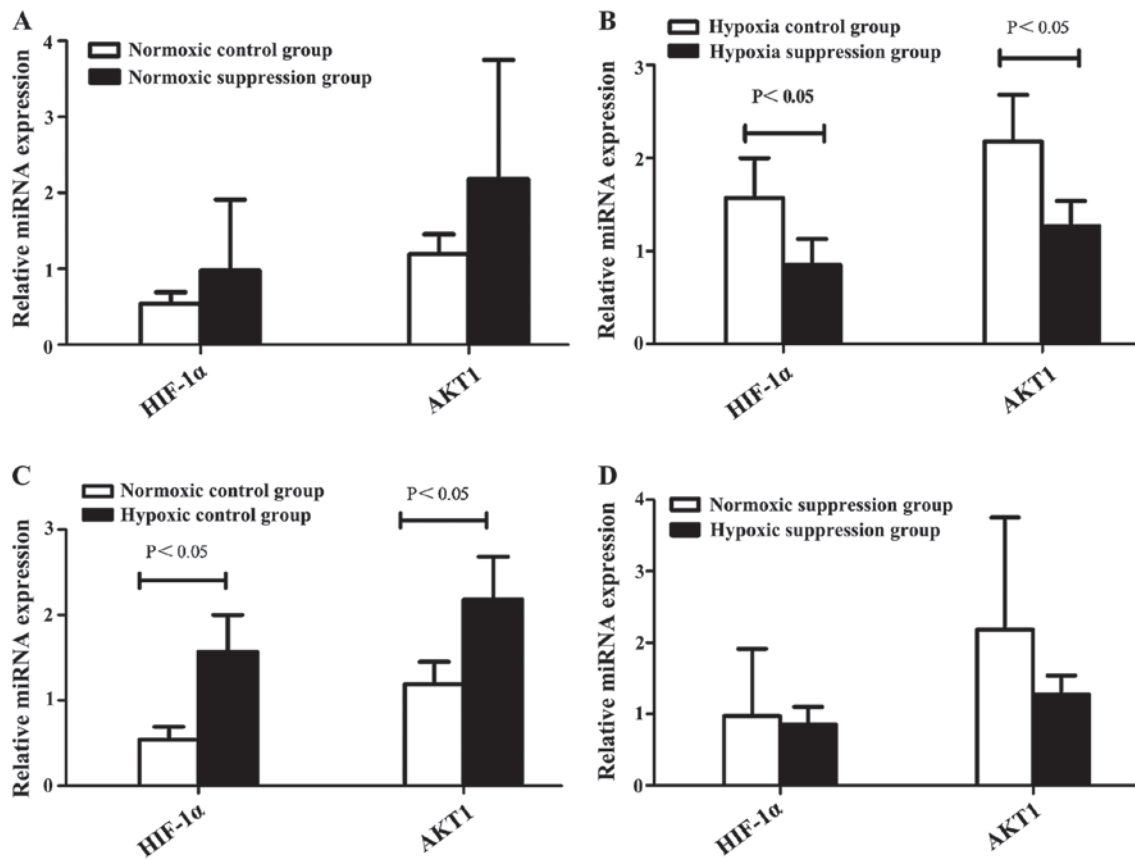 A
Normoxic control group
Normoxic suppression group
Relative miRNA expression
4
3
2
1
0
HIF-1α
AKT1
B
Hypoxia control group
Hypoxia suppression group
P< 0.05
P< 0.05
Relative miRNA expression
3
2
1
0
HIF-1α
AKT1
C
Normoxic control group
Hypoxic control group
P< 0.05
P< 0.05
Relative miRNA expression
3
2
1
0
HIF-1α
AKT1
D
Normoxic suppression group
Hypoxic suppression group
Relative miRNA expression
4
3
2
1
0
HIF-1α
AKT1